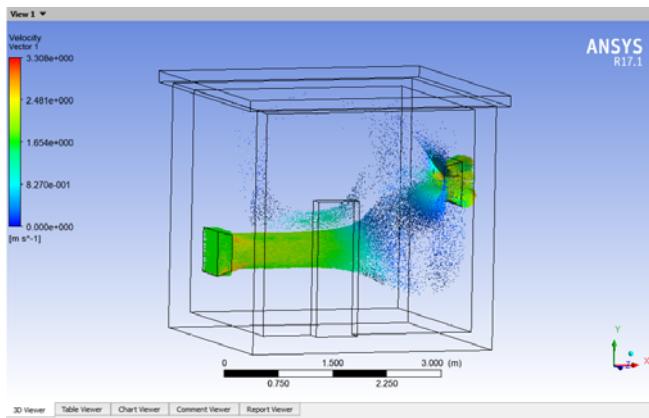 View 1
Velocity
Vector 1
3.308e+000
2.481e+000
1.654e+000
8.270e-001
0.000e+000
[m s^-1]
ANSYS
R17.1
0 1.500 3.000 (m)
0.750 2.250
Y
Z X
3D Viewer Table Viewer Chart Viewer Comment Viewer Report Viewer